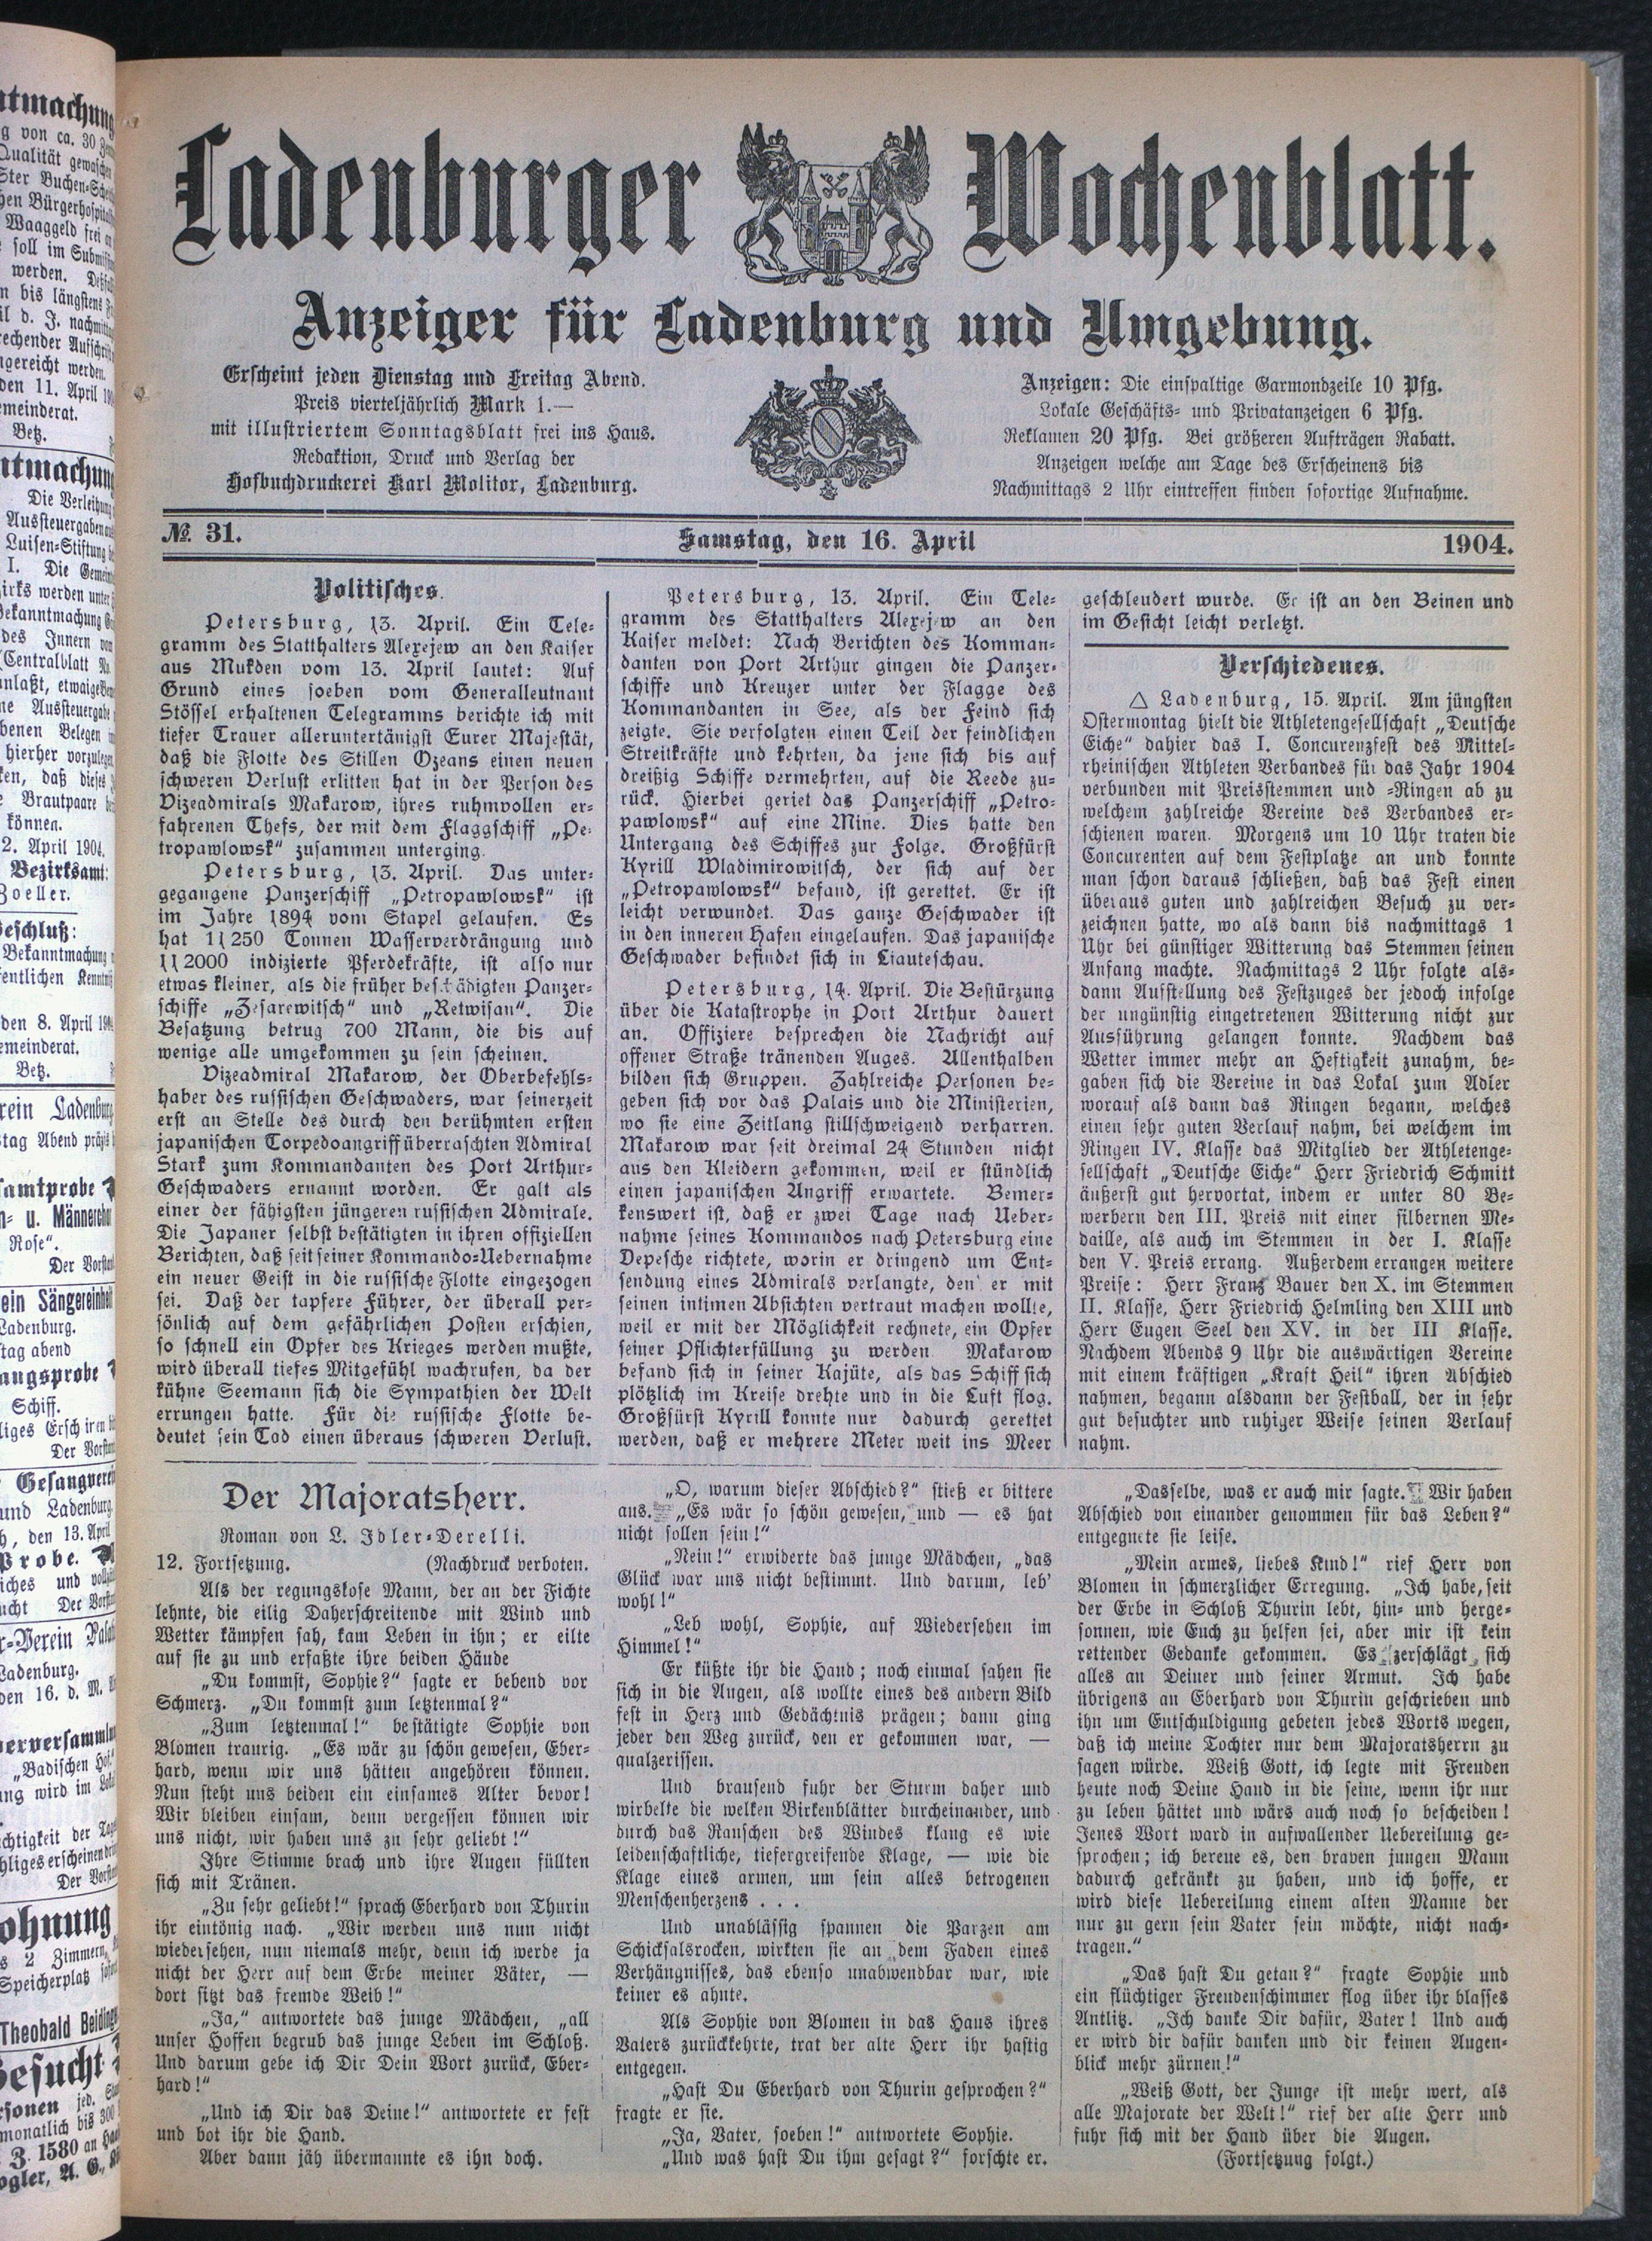 Ladenburger Wochenblatt.
Anzeiger für Ladenburg und Umgebung.
Erscheint jeden Dienstag und Freitag Abend.
Preis vierteljährlich Mark 1.—
mit illustriertem Sonntagsblatt frei ins Haus.
Redaktion, Druck und Verlag der
Hofbuchdruckerei Karl Molitor, Ladenburg.
Anzeigen: Die einspaltige Garmondzeile 10 Pfg.
Lokale Geschäfts- und Privatanzeigen 6 Pfg.
Reklamen 20 Pfg. Bei größeren Aufträgen Rabatt.
Anzeigen welche am Tage des Erscheinens bis
Nachmittags 2 Uhr eintreffen finden sofortige Aufnahme.
№. 31.
Samstag, den 16. April
1904.
Politisches.
Petersburg, 13. April. Ein Tele-
gramm des Statthalters Alexejew an den Kaiser
aus Mukden vom 13. April lautet: Auf
Grund eines soeben vom Generalleutnant
Stössel erhaltenen Telegramms berichte ich mit
tiefer Trauer alleruntertänigst Eurer Majestät,
daß die Flotte des Stillen Ozeans einen neuen
schweren Verlust erlitten hat in der Person des
Vizeadmirals Makarow, ihres ruhmvollen er-
fahrenen Chefs, der mit dem Flaggschiff „Pe-
tropawlowsk“ zusammen unterging.
Petersburg, 13. April. Das unter-
gegangene Panzerschiff „Petropawlowsk“ ist
im Jahre 1894 vom Stapel gelaufen. Es
hat 11 250 Tonnen Wasserverdrängung und
112000 indizierte Pferdekräfte, ist also nur
etwas kleiner, als die früher beschädigten Panzer-
schiffe „Zesarewitsch“ und „Retwisan“. Die
Besatzung betrug 700 Mann, die bis auf
wenige alle umgekommen zu sein scheinen.
Vizeadmiral Makarow, der Oberbefehls-
haber des russischen Geschwaders, war seinerzeit
erst an Stelle des durch den berühmten ersten
japanischen Torpedoangriff überraschten Admiral
Stark zum Kommandanten des Port Arthur-
Geschwaders ernannt worden. Er galt als
einer der fähigsten jüngeren russischen Admirale.
Die Japaner selbst bestätigten in ihren offiziellen
Berichten, daß seit seiner Kommando-Uebernahme
ein neuer Geist in die russische Flotte eingezogen
sei. Daß der tapfere Führer, der überall per-
sönlich auf dem gefährlichen Posten erschien,
so schnell ein Opfer des Krieges werden mußte,
wird überall tiefes Mitgefühl wachrufen, da der
kühne Seemann sich die Sympathien der Welt
errungen hatte. Für die russische Flotte be-
deutet sein Tod einen überaus schweren Verlust.
Petersburg, 13. April. Ein Tele-
gramm des Statthalters Alexejew an den
Kaiser meldet: Nach Berichten des Komman-
danten von Port Arthur gingen die Panzer-
schiffe und Kreuzer unter der Flagge des
Kommandanten in See, als der Feind sich
zeigte. Sie verfolgten einen Teil der feindlichen
Streitkräfte und kehrten, da jene sich bis auf
dreißig Schiffe vermehrten, auf die Reede zu-
rück. Hierbei geriet das Panzerschiff „Petro-
pawlowsk“ auf eine Mine. Dies hatte den
Untergang des Schiffes zur Folge. Großfürst
Kyrill Wladimirowitsch, der sich auf der
„Petropawlowsk“ befand, ist gerettet. Er ist
leicht verwundet. Das ganze Geschwader ist
in den inneren Hafen eingelaufen. Das japanische
Geschwader befindet sich in Liauteschau.
Petersburg, 14. April. Die Bestürzung
über die Katastrophe in Port Arthur dauert
an. Offiziere besprechen die Nachricht auf
offener Straße tränenden Auges. Allenthalben
bilden sich Gruppen. Zahlreiche Personen be-
geben sich vor das Palais und die Ministerien,
wo sie eine Zeitlang stillschweigend verharren.
Makarow war seit dreimal 24 Stunden nicht
aus den Kleidern gekommen, weil er stündlich
einen japanischen Angriff erwartete. Bemer-
kenswert ist, daß er zwei Tage nach Ueber-
nahme seines Kommandos nach Petersburg eine
Depesche richtete, worin er dringend um Ent-
sendung eines Admirals verlangte, den er mit
seinen intimen Absichten vertraut machen wollte,
weil er mit der Möglichkeit rechnete, ein Opfer
seiner Pflichterfüllung zu werden. Makarow
befand sich in seiner Kajüte, als das Schiff sich
plötzlich im Kreise drehte und in die Luft flog.
Großfürst Kyrill konnte nur dadurch gerettet
werden, daß er mehrere Meter weit ins Meer
geschleudert wurde. Er ist an den Beinen und
im Gesicht leicht verletzt.
Verschiedenes.
△ Ladenburg, 15. April. Am jüngsten
Ostermontag hielt die Athletengesellschaft „Deutsche
Eiche“ dahier das I. Concurenzfest des Mittel-
rheinischen Athleten Verbandes für das Jahr 1904
verbunden mit Preisstemmen und -Ringen ab zu
welchem zahlreiche Vereine des Verbandes er-
schienen waren. Morgens um 10 Uhr traten die
Concurenten auf dem Festplatze an und konnte
man schon daraus schließen, daß das Fest einen
überaus guten und zahlreichen Besuch zu ver-
zeichnen hatte, wo als dann bis nachmittags 1
Uhr bei günstiger Witterung das Stemmen seinen
Anfang machte. Nachmittags 2 Uhr folgte als-
dann Aufstellung des Festzuges der jedoch infolge
der ungünstig eingetretenen Witterung nicht zur
Ausführung gelangen konnte. Nachdem das
Wetter immer mehr an Heftigkeit zunahm, be-
gaben sich die Vereine in das Lokal zum Adler
worauf als dann das Ringen begann, welches
einen sehr guten Verlauf nahm, bei welchem im
Ringen IV. Klasse das Mitglied der Athletenge-
sellschaft „Deutsche Eiche“ Herr Friedrich Schmitt
äußerst gut hervortat, indem er unter 80 Be-
werbern den III. Preis mit einer silbernen Me-
daille, als auch im Stemmen in der I. Klasse
den V. Preis errang. Außerdem errangen weitere
Preise: Herr Franz Bauer den X. im Stemmen
II. Klasse, Herr Friedrich Helmling den XIII und
Herr Eugen Seel den XV. in der III Klasse.
Nachdem Abends 9 Uhr die auswärtigen Vereine
mit einem kräftigen „Kraft Heil“ ihren Abschied
nahmen, begann alsdann der Festball, der in sehr
gut besuchter und ruhiger Weise seinen Verlauf
nahm.
Der Majoratsherr.
Roman von L. Idler-Derelli.
12. Fortsetzung. (Nachdruck verboten.
Als der regungslose Mann, der an der Fichte
lehnte, die eilig Daherschreitende mit Wind und
Wetter kämpfen sah, kam Leben in ihn; er eilte
auf sie zu und erfaßte ihre beiden Hände
„Du kommst, Sophie?“ sagte er bebend vor
Schmerz. „Du kommst zum letztenmal?“
„Zum letztenmal!“ bestätigte Sophie von
Blomen traurig. „Es wär zu schön gewesen, Eber-
hard, wenn wir uns hätten angehören können.
Nun steht uns beiden ein einsames Alter bevor!
Wir bleiben einsam, denn vergessen können wir
uns nicht, wir haben uns zu sehr geliebt!“
Ihre Stimme brach und ihre Augen füllten
sich mit Tränen.
„Zu sehr geliebt!“ sprach Eberhard von Thurin
ihr eintönig nach. „Wir werden uns nun nicht
wiedersehen, nun niemals mehr, denn ich werde ja
nicht der Herr auf dem Erbe meiner Väter, —
dort sitzt das fremde Weib!“
„Ja,“ antwortete das junge Mädchen, „all
unser Hoffen begrub das junge Leben im Schloß.
Und darum gebe ich Dir Dein Wort zurück, Eber-
hard!“
„Und ich Dir das Deine!“ antwortete er fest
und bot ihr die Hand.
Aber dann jäh übermannte es ihn doch.
„O, warum dieser Abschied?“ stieß er bittere
aus. „Es wär so schön gewesen, und — es hat
nicht sollen sein!“
„Nein!“ erwiderte das junge Mädchen, „das
Glück war uns nicht bestimmt. Und darum, leb'
wohl!“
„Leb wohl, Sophie, auf Wiedersehen im
Himmel!“
Er küßte ihr die Hand; noch einmal sahen sie
sich in die Augen, als wollte eines des andern Bild
fest in Herz und Gedächtnis prägen; dann ging
jeder den Weg zurück, den er gekommen war, —
qualzerissen.
Und brausend fuhr der Sturm daher und
wirbelte die welken Birkenblätter durcheinander, und
durch das Rauschen des Windes klang es wie
leidenschaftliche, tiefergreifende Klage, — wie die
Klage eines armen, um sein alles betrogenen
Menschenherzens . . .
Und unablässig spannen die Parzen am
Schicksalsrocken, wirkten sie an dem Faden eines
Verhängnisses, das ebenso unabwendbar war, wie
keiner es ahnte.
Als Sophie von Blomen in das Haus ihres
Vaters zurückkehrte, trat der alte Herr ihr hastig
entgegen.
„Hast Du Eberhard von Thurin gesprochen?“
fragte er sie.
„Ja, Vater, soeben!“ antwortete Sophie.
„Und was hast Du ihm gesagt?“ forschte er.
„Dasselbe, was er auch mir sagte. Wir haben
Abschied von einander genommen für das Leben?“
entgegnete sie leise.
„Mein armes, liebes Kind!“ rief Herr von
Blomen in schmerzlicher Erregung. „Ich habe, seit
der Erbe in Schloß Thurin lebt, hin- und herge-
sonnen, wie Euch zu helfen sei, aber mir ist kein
rettender Gedanke gekommen. Es zerschlägt sich
alles an Deiner und seiner Armut. Ich habe
übrigens an Eberhard von Thurin geschrieben und
ihn um Entschuldigung gebeten jedes Worts wegen,
daß ich meine Tochter nur dem Majoratsherrn zu
sagen würde. Weiß Gott, ich legte mit Freuden
heute noch Deine Hand in die seine, wenn ihr nur
zu leben hättet und wärs auch noch so bescheiden!
Jenes Wort ward in aufwallender Uebereilung ge-
sprochen; ich bereue es, den braven jungen Mann
dadurch gekränkt zu haben, und ich hoffe, er
wird diese Uebereilung einem alten Manne der
nur zu gern sein Vater sein möchte, nicht nach-
tragen.“
„Das hast Du getan?“ fragte Sophie und
ein flüchtiger Freudenschimmer flog über ihr blasses
Antlitz. „Ich danke Dir dafür, Vater! Und auch
er wird dir dafür danken und dir keinen Augen-
blick mehr zürnen!“
„Weiß Gott, der Junge ist mehr wert, als
alle Majorate der Welt!“ rief der alte Herr und
fuhr sich mit der Hand über die Augen.
(Fortsetzung folgt.)